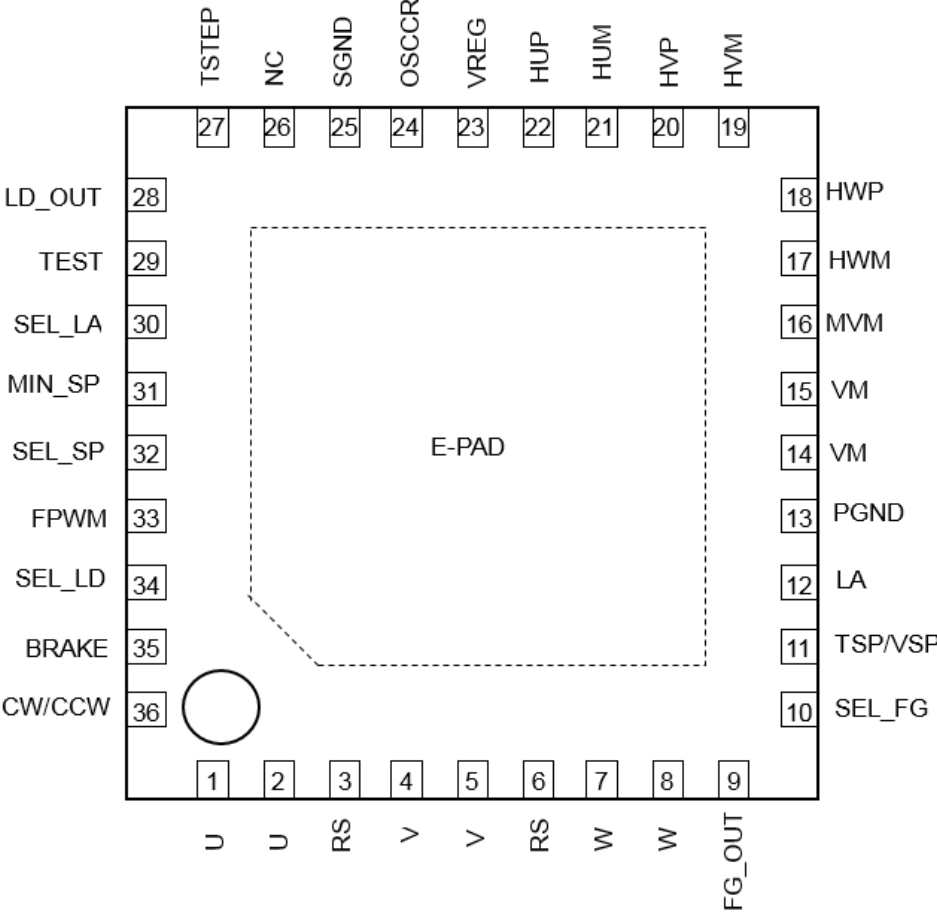 TSTEP NC SGND OSCCR VREG HUP HUM HVP HVM
27 26 25 24 23 22 21 20 19
LD_OUT 28 18 HWP
TEST 29 17 HWM
SEL_LA 30 16 MVM
MIN_SP 31 15 VM
SEL_SP 32 E-PAD 14 VM
FPWM 33 13 PGND
SEL_LD 34 12 LA
BRAKE 35 11 TSP/VSP
CW/CCW 36 10 SEL_FG
1 2 3 4 5 6 7 8 9
U U RS V V RS W W FG_OUT